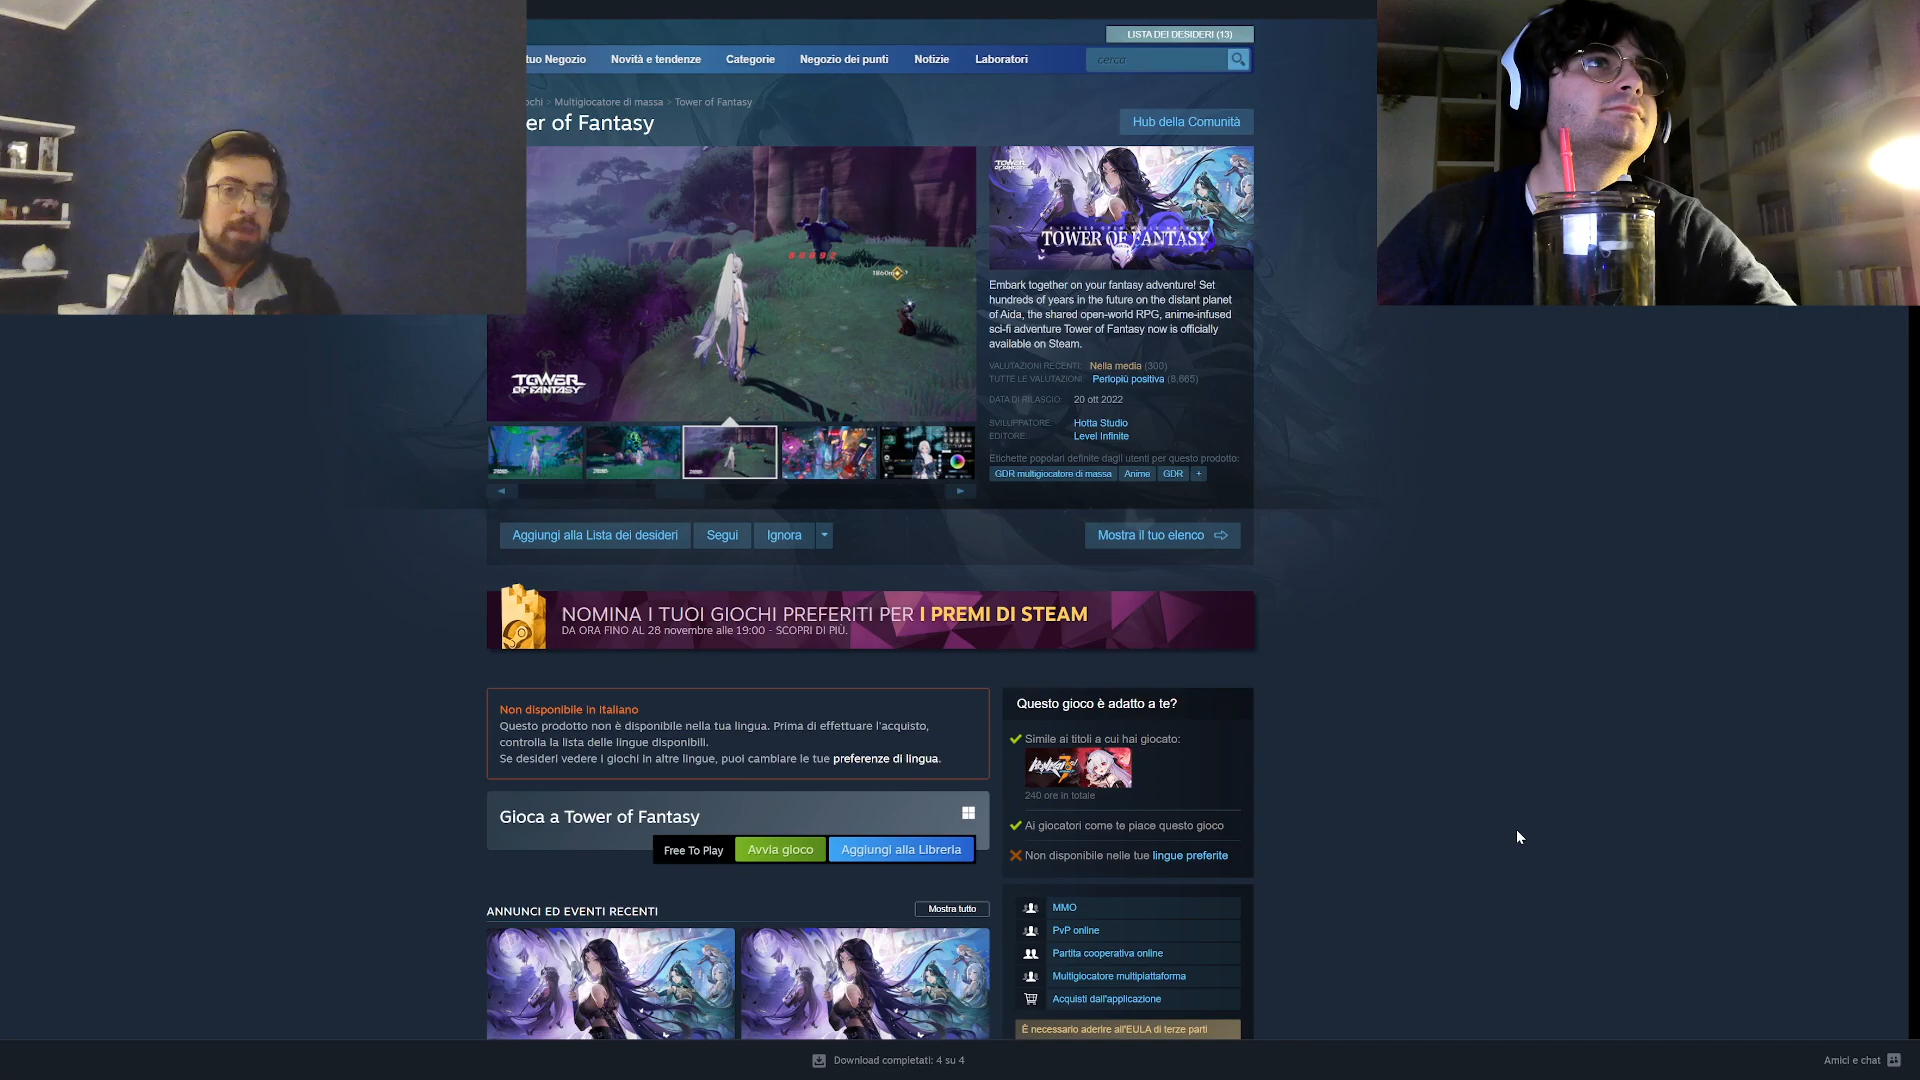 LISTA DEI DESIDERI (13)
tuo Negozio
Novità e tendenze
Categorie
Negozio dei punti
Notizie
Laboratori
cerca
ochi > Multigiocatore di massa > Tower of Fantasy
er of Fantasy
Hub della Comunità
1860m
TOWER
OF FANTASY
TOWER OF FANTASY
Embark together on your fantasy adventure! Set
hundreds of years in the future on the distant planet
of Aida, the shared open-world RPG, anime-infused
sci-fi adventure Tower of Fantasy now is officially
available on Steam.
VALUTAZIONI RECENTI: Nella media (300)
TUTTE LE VALUTAZIONI: Perlopiù positiva (8,665)
DATA DI RILASCIO: 20 ott 2022
SVILUPPATORE: Hotta Studio
EDITORE: Level Infinite
Etichette popolari definite dagli utenti per questo prodotto:
GDR multigiocatore di massa Anime GDR +
Aggiungi alla Lista dei desideri
Segui
Ignora
Mostra il tuo elenco
NOMINA I TUOI GIOCHI PREFERITI PER I PREMI DI STEAM
DA ORA FINO AL 28 novembre alle 19:00 - SCOPRI DI PIÙ.
Non disponibile in Italiano
Questo prodotto non è disponibile nella tua lingua. Prima di effettuare l'acquisto,
controlla la lista delle lingue disponibili.
Se desideri vedere i giochi in altre lingue, puoi cambiare le tue preferenze di lingua.
Gioca a Tower of Fantasy
Free To Play
Avvia gioco
Aggiungi alla Libreria
Questo gioco è adatto a te?
Simile ai titoli a cui hai giocato:
240 ore in totale
Ai giocatori come te piace questo gioco
Non disponibile nelle tue lingue preferite
ANNUNCI ED EVENTI RECENTI
Mostra tutto
MMO
PvP online
Partita cooperativa online
Multigiocatore multipiattaforma
Acquisti dall'applicazione
È necessario aderire all'EULA di terze parti
Download completati: 4 su 4
Amici e chat